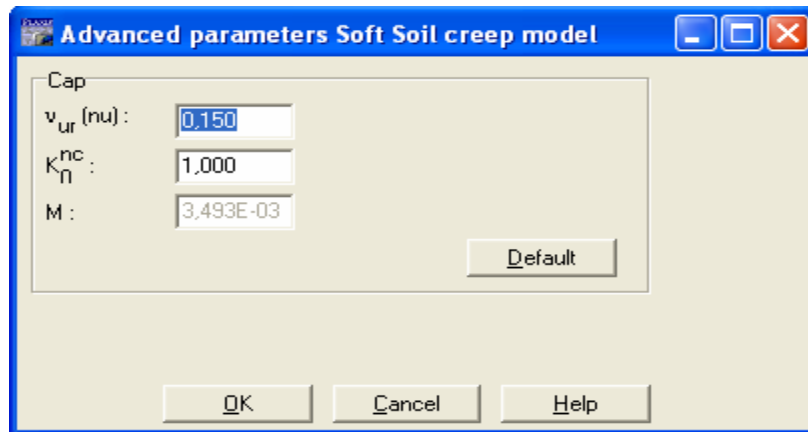 Advanced parameters Soft Soil creep model
Cap
νur (nu) :
0,150
K0nc :
1,000
M :
3,493E-03
Default
OK
Cancel
Help